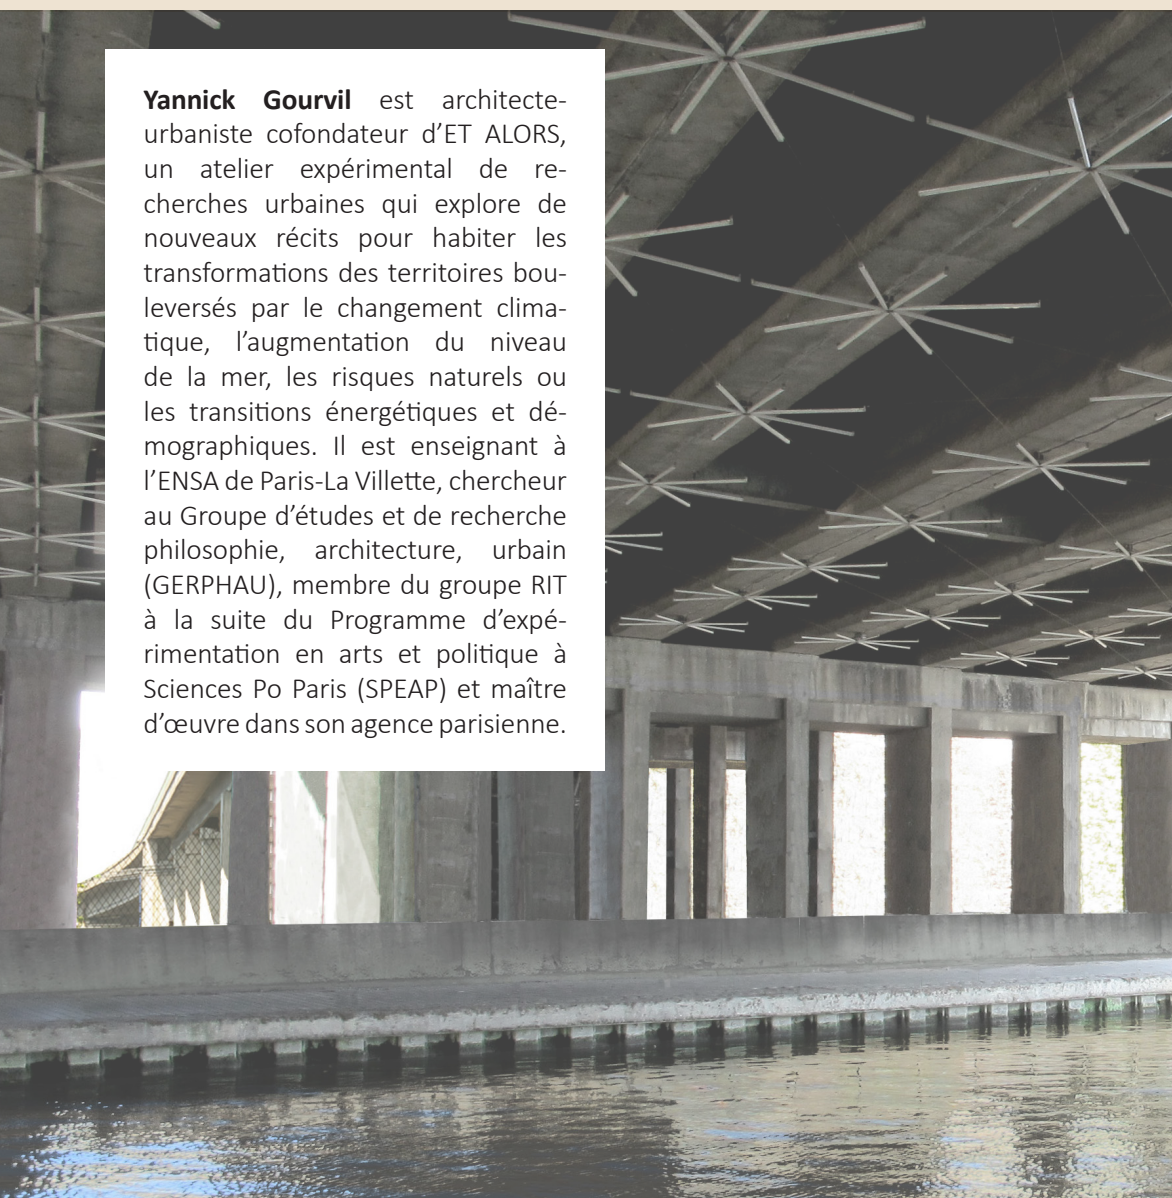 Yannick Gourvil est architecte-
urbaniste cofondateur d’ET ALORS,
un atelier expérimental de re-
cherches urbaines qui explore de
nouveaux récits pour habiter les
transformations des territoires bou-
leversés par le changement clima-
tique, l’augmentation du niveau
de la mer, les risques naturels ou
les transitions énergétiques et dé-
mographiques. Il est enseignant à
l’ENSA de Paris-La Villette, chercheur
au Groupe d’études et de recherche
philosophie, architecture, urbain
(GERPHAU), membre du groupe RIT
à la suite du Programme d’expé-
rimentation en arts et politique à
Sciences Po Paris (SPEAP) et maître
d’œuvre dans son agence parisienne.